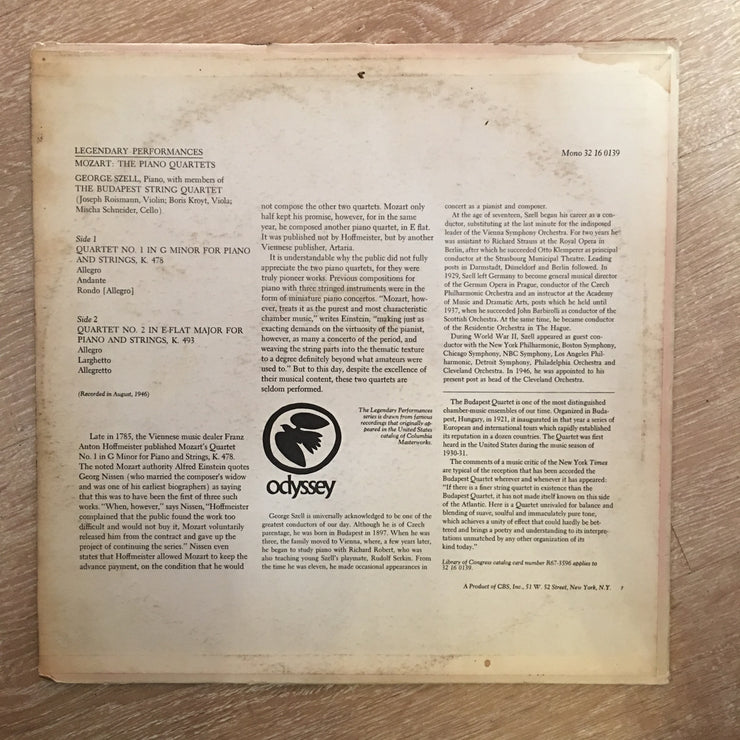 LEGENDARY PERFORMANCES
MOZART: THE PIANO QUARTETS
GEORGE SZELL, Piano, with members of
THE BUDAPEST STRING QUARTET
(Joseph Roismann, Violin; Boris Kroyt, Viola;
Mischa Schneider, Cello)
Side 1
QUARTET NO. 1 IN G MINOR FOR PIANO
AND STRINGS, K. 478
Allegro
Andante
Rondo [Allegro]
Side 2
QUARTET NO. 2 IN E-FLAT MAJOR FOR
PIANO AND STRINGS, K. 493
Allegro
Larghetto
Allegretto
(Recorded in August, 1946)
Late in 1785, the Viennese music dealer Franz
Anton Hoffmeister published Mozart's Quartet
No. 1 in G Minor for Piano and Strings, K. 478.
The noted Mozart authority Alfred Einstein quotes
Georg Nissen (who married the composer's widow
and was one of his earliest biographers) as saying
that this was to have been the first of three such
works. "When, however," says Nissen, "Hoffmeister
complained that the public found the work too
difficult and would not buy it, Mozart voluntarily
released him from the contract and gave up the
project of continuing the series." Nissen even
states that Hoffmeister allowed Mozart to keep the
advance payment, on the condition that he would
not compose the other two quartets. Mozart only
half kept his promise, however, for in the same
year, he composed another piano quartet, in E flat.
It was published not by Hoffmeister, but by another
Viennese publisher, Artaria.
It is understandable why the public did not fully
appreciate the two piano quartets, for they were
truly pioneer works. Previous compositions for
piano with three stringed instruments were in the
form of miniature piano concertos. "Mozart, how-
ever, treats it as the purest and most characteristic
chamber music," writes Einstein, "making just as
exacting demands on the virtuosity of the pianist,
however, as many a concerto of the period, and
weaving the string parts into the thematic texture
to a degree definitely beyond what amateurs were
used to." But to this day, despite the excellence of
their musical content, these two quartets are
seldom performed.
The Legendary Performances
series is drawn from famous
recordings that originally ap-
peared in the United States
catalog of Columbia
Masterworks.
odyssey
George Szell is universally acknowledged to be one of the
greatest conductors of our day. Although he is of Czech
parentage, he was born in Budapest in 1897. When he was
three, the family moved to Vienna, where, a few years later,
he began to study piano with Richard Robert, who was
also teaching young Szell's playmate, Rudolf Serkin. From
the time he was eleven, he made occasional appearances in
Mono 32 16 0139
concert as a pianist and composer.
At the age of seventeen, Szell began his career as a con-
ductor, substituting at the last minute for the indisposed
leader of the Vienna Symphony Orchestra. For two years he
was assistant to Richard Strauss at the Royal Opera in
Berlin, after which he succeeded Otto Klemperer as principal
conductor at the Strasbourg Municipal Theatre. Leading
posts in Darmstadt, Düsseldorf and Berlin followed. In
1929, Szell left Germany to become general musical director
of the German Opera in Prague, conductor of the Czech
Philharmonic Orchestra and an instructor at the Academy
of Music and Dramatic Arts, posts which he held until
1937, when he succeeded John Barbirolli as conductor of the
Scottish Orchestra. At the same time, he became conductor
of the Residentie Orchestra in The Hague.
During World War II, Szell appeared as guest con-
ductor with the New York Philharmonic, Boston Symphony,
Chicago Symphony, NBC Symphony, Los Angeles Phil-
harmonic, Detroit Symphony, Philadelphia Orchestra and
Cleveland Orchestra. In 1946, he was appointed to his
present post as head of the Cleveland Orchestra.
The Budapest Quartet is one of the most distinguished
chamber-music ensembles of our time. Organized in Buda-
pest, Hungary, in 1921, it inaugurated in that year a series of
European and international tours which rapidly established
its reputation in a dozen countries. The Quartet was first
heard in the United States during the music season of
1930-31.
The comments of a music critic of the New York Times
are typical of the reception that has been accorded the
Budapest Quartet wherever and whenever it has appeared:
"If there is a finer string quartet in existence than the
Budapest Quartet, it has not made itself known on this side
of the Atlantic. Here is a Quartet unrivaled for balance and
blending of suave, soulful and immaculately pure tone,
which achieves a unity of effect that could hardly be bet-
tered and brings a poetry and understanding to its interpre-
tations unmatched by any other organization of its
kind today."
Library of Congress catalog card number R67-3596 applies to
32 16 0139.
A Product of CBS, Inc., 51 W. 52 Street, New York, N.Y.